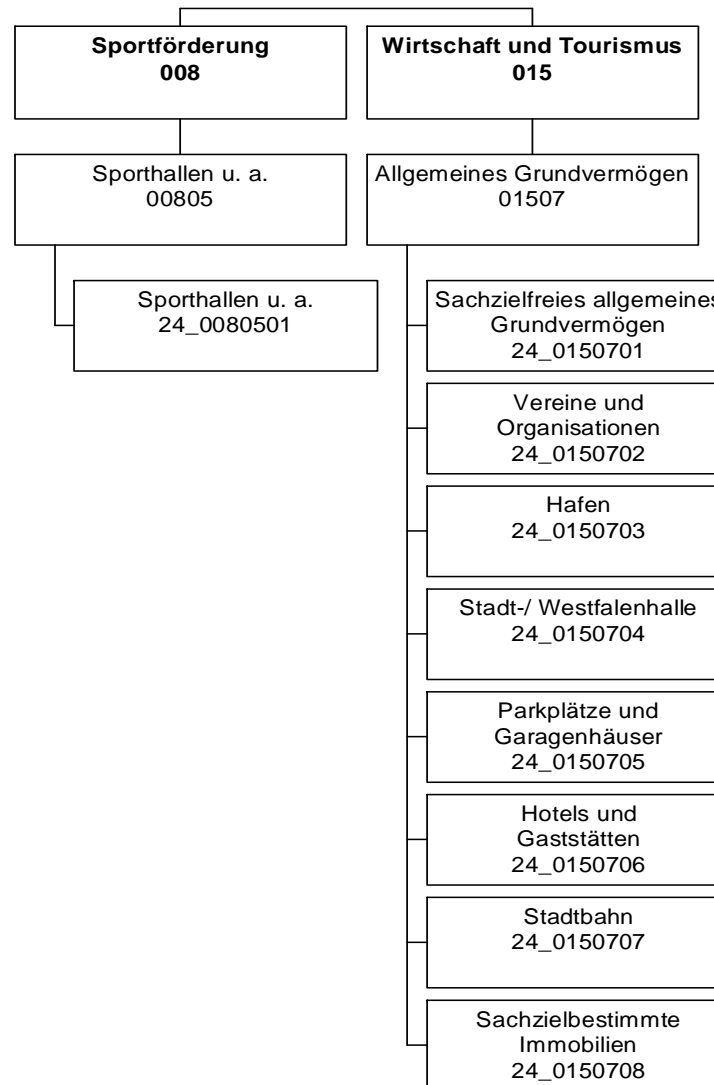 Sportförderung
008
Wirtschaft und Tourismus
015
Sporthallen u. a.
00805
Allgemeines Grundvermögen
01507
Sporthallen u. a.
24_0080501
Sachzielfreies allgemeines
Grundvermögen
24_0150701
Vereine und
Organisationen
24_0150702
Hafen
24_0150703
Stadt-/ Westfalenhalle
24_0150704
Parkplätze und
Garagenhäuser
24_0150705
Hotels und
Gaststätten
24_0150706
Stadtbahn
24_0150707
Sachzielbestimmte
Immobilien
24_0150708